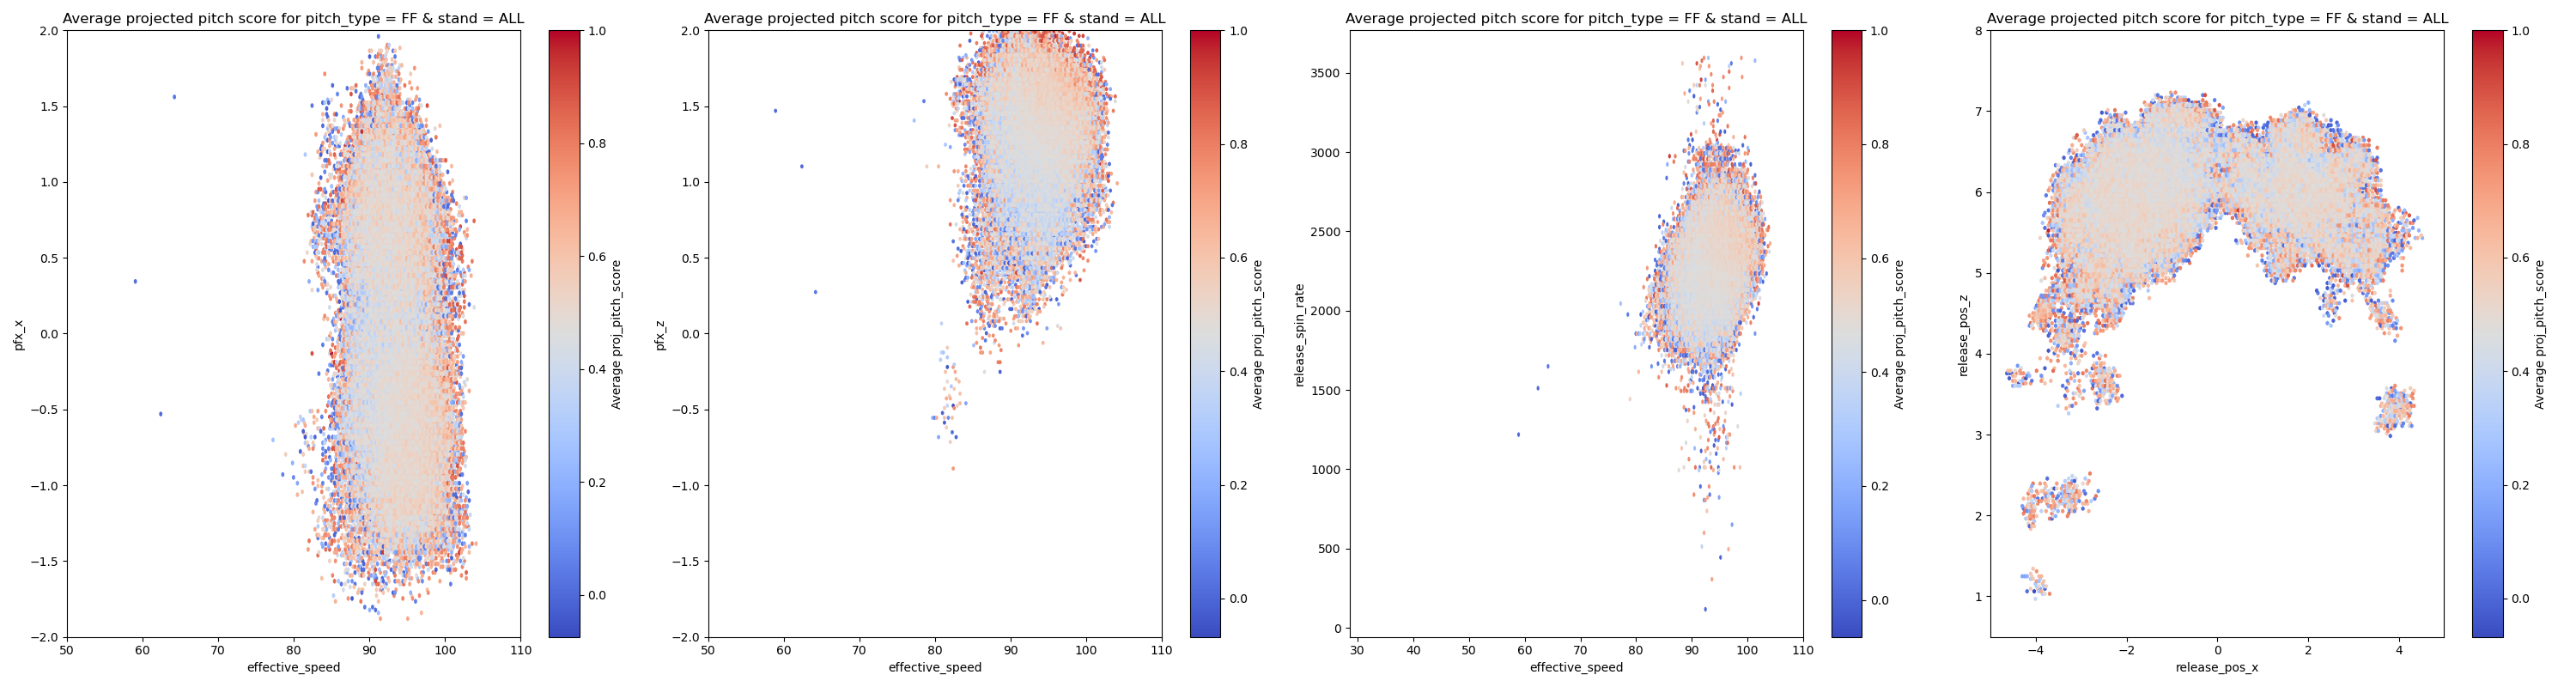 Average projected pitch score for pitch_type = FF & stand = ALL
2.0
1.5
1.0
0.5
0.0
−0.5
−1.0
−1.5
−2.0
pfx_x
50 60 70 80 90 100 110
effective_speed
1.0
0.8
0.6
0.4
0.2
0.0
Average proj_pitch_score
Average projected pitch score for pitch_type = FF & stand = ALL
2.0
1.5
1.0
0.5
0.0
−0.5
−1.0
−1.5
−2.0
pfx_z
50 60 70 80 90 100 110
effective_speed
1.0
0.8
0.6
0.4
0.2
0.0
Average proj_pitch_score
Average projected pitch score for pitch_type = FF & stand = ALL
3500
3000
2500
2000
1500
1000
500
0
release_spin_rate
30 40 50 60 70 80 90 100 110
effective_speed
1.0
0.8
0.6
0.4
0.2
0.0
Average proj_pitch_score
Average projected pitch score for pitch_type = FF & stand = ALL
8
7
6
5
4
3
2
1
release_pos_z
−4 −2 0 2 4
release_pos_x
1.0
0.8
0.6
0.4
0.2
0.0
Average proj_pitch_score